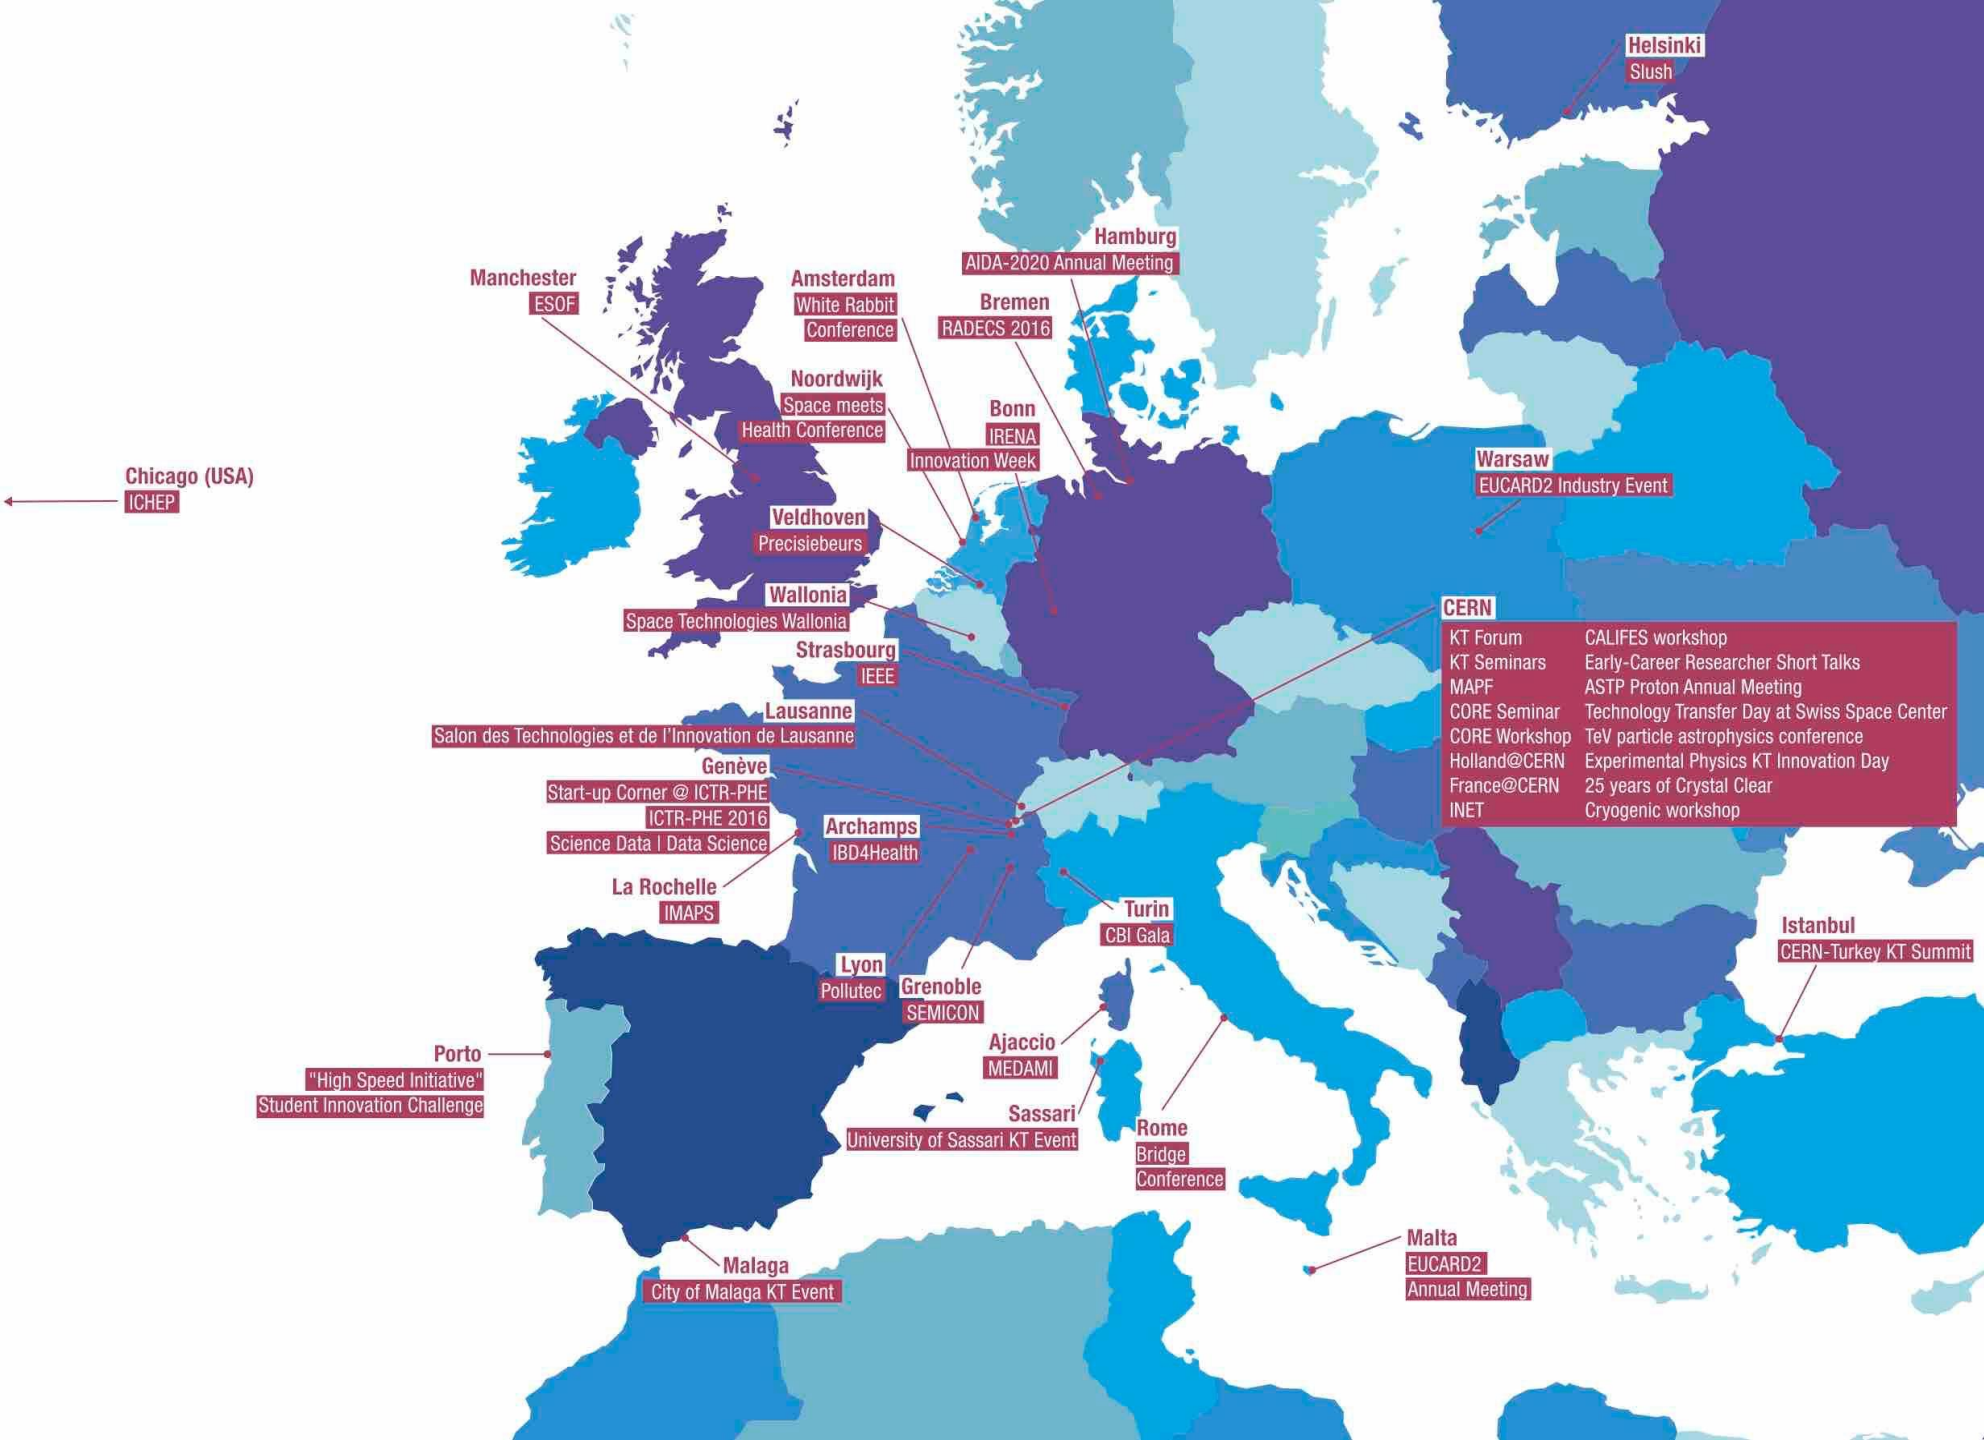 Helsinki
Slush
Hamburg
AIDA-2020 Annual Meeting
Manchester
ESOF
Amsterdam
White Rabbit
Conference
Bremen
RADECS 2016
Noordwijk
Space meets
Health Conference
Bonn
IRENA
Innovation Week
Chicago (USA)
ICHEP
Warsaw
EUCARD2 Industry Event
Veldhoven
Precisiebeurs
Wallonia
Space Technologies Wallonia
Strasbourg
IEEE
Lausanne
Salon des Technologies et de l'Innovation de Lausanne
Genève
Start-up Corner @ ICTR-PHE
ICTR-PHE 2016
Science Data I Data Science
Archamps
IBD4Health
La Rochelle
IMAPS
CERN
KT Forum CALIFES workshop
KT Seminars Early-Career Researcher Short Talks
MAPF ASTP Proton Annual Meeting
CORE Seminar Technology Transfer Day at Swiss Space Center
CORE Workshop TeV particle astrophysics conference
Holland@CERN Experimental Physics KT Innovation Day
France@CERN 25 years of Crystal Clear
INET Cryogenic workshop
Turin
CBI Gala
Istanbul
CERN-Turkey KT Summit
Lyon
Pollutec
Grenoble
SEMICON
Ajaccio
MEDAMI
Porto
"High Speed Initiative"
Student Innovation Challenge
Sassari
University of Sassari KT Event
Rome
Bridge
Conference
Malaga
City of Malaga KT Event
Malta
EUCARD2
Annual Meeting